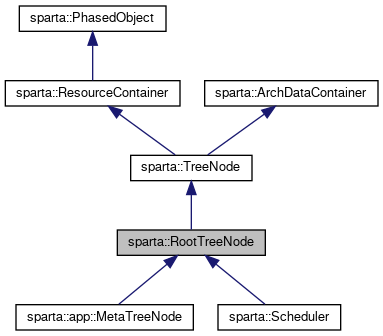 sparta::PhasedObject
sparta::ResourceContainer
sparta::ArchDataContainer
sparta::TreeNode
sparta::RootTreeNode
sparta::app::MetaTreeNode
sparta::Scheduler